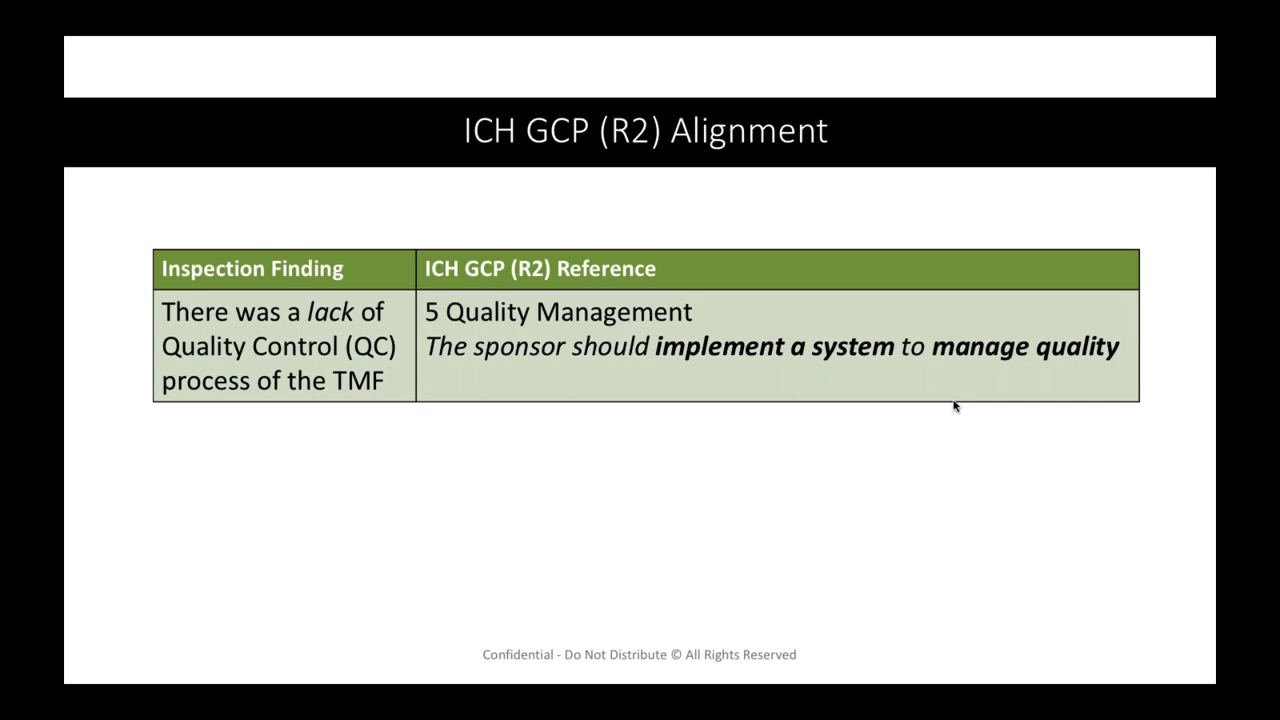 ICH GCP (R2) Alignment
Inspection Finding
ICH GCP (R2) Reference
There was a lack of
Quality Control (QC)
process of the TMF
5 Quality Management
The sponsor should implement a system to manage quality
Confidential - Do Not Distribute © All Rights Reserved